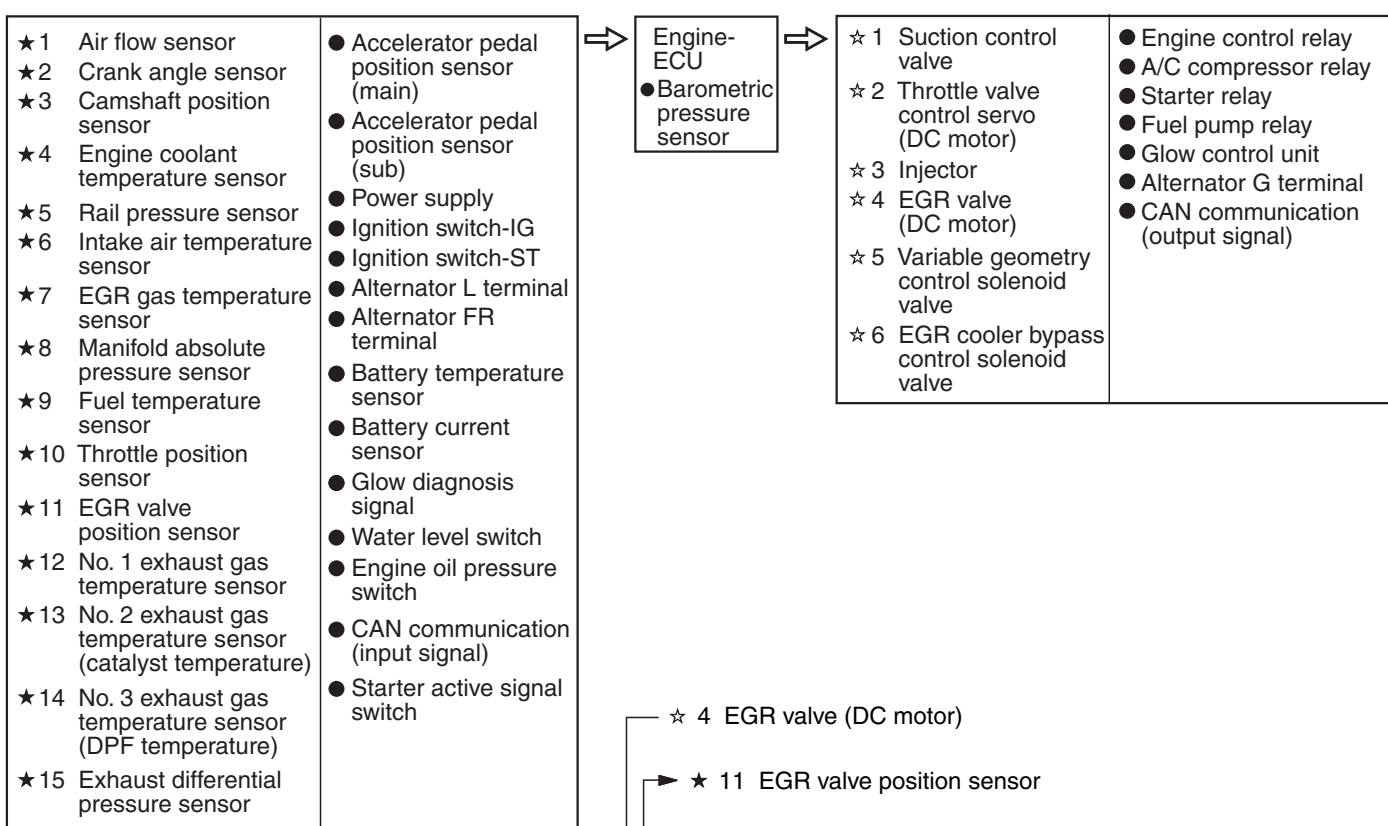 ★1 Air flow sensor
★2 Crank angle sensor
★3 Camshaft position
sensor
★4 Engine coolant
temperature sensor
★5 Rail pressure sensor
★6 Intake air temperature
sensor
★7 EGR gas temperature
sensor
★8 Manifold absolute
pressure sensor
★9 Fuel temperature
sensor
★10 Throttle position
sensor
★11 EGR valve
position sensor
★12 No. 1 exhaust gas
temperature sensor
★13 No. 2 exhaust gas
temperature sensor
(catalyst temperature)
★14 No. 3 exhaust gas
temperature sensor
(DPF temperature)
★15 Exhaust differential
pressure sensor
● Accelerator pedal
position sensor
(main)
● Accelerator pedal
position sensor
(sub)
● Power supply
● Ignition switch-IG
● Ignition switch-ST
● Alternator L terminal
● Alternator FR
terminal
● Battery temperature
sensor
● Battery current
sensor
● Glow diagnosis
signal
● Water level switch
● Engine oil pressure
switch
● CAN communication
(input signal)
● Starter active signal
switch
Engine-
ECU
● Barometric
pressure
sensor
☆1 Suction control
valve
☆2 Throttle valve
control servo
(DC motor)
☆3 Injector
☆4 EGR valve
(DC motor)
☆5 Variable geometry
control solenoid
valve
☆6 EGR cooler bypass
control solenoid
valve
● Engine control relay
● A/C compressor relay
● Starter relay
● Fuel pump relay
● Glow control unit
● Alternator G terminal
● CAN communication
(output signal)
☆ 4 EGR valve (DC motor)
★ 11 EGR valve position sensor